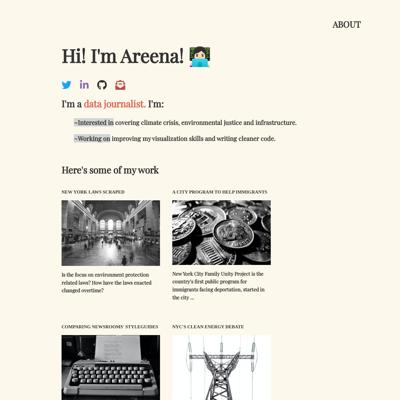 ABOUT
Hi! I'm Areena!
I'm a data journalist. I'm:
~Interested in covering climate crisis, environmental justice and infrastructure.
~Working on improving my visualization skills and writing cleaner code.
Here's some of my work
NEW YORK LAWS SCRAPED
A CITY PROGRAM TO HELP IMMIGRANTS
Is the focus on environment protection
related laws? How have the laws enacted
changed overtime?
New York City Family Unity Project is the
country's first public program for
immigrants facing deportation, started in
the city ...
COMPARING NEWSROOMS' STYLEGUIDES
NYC'S CLEAN ENERGY DEBATE